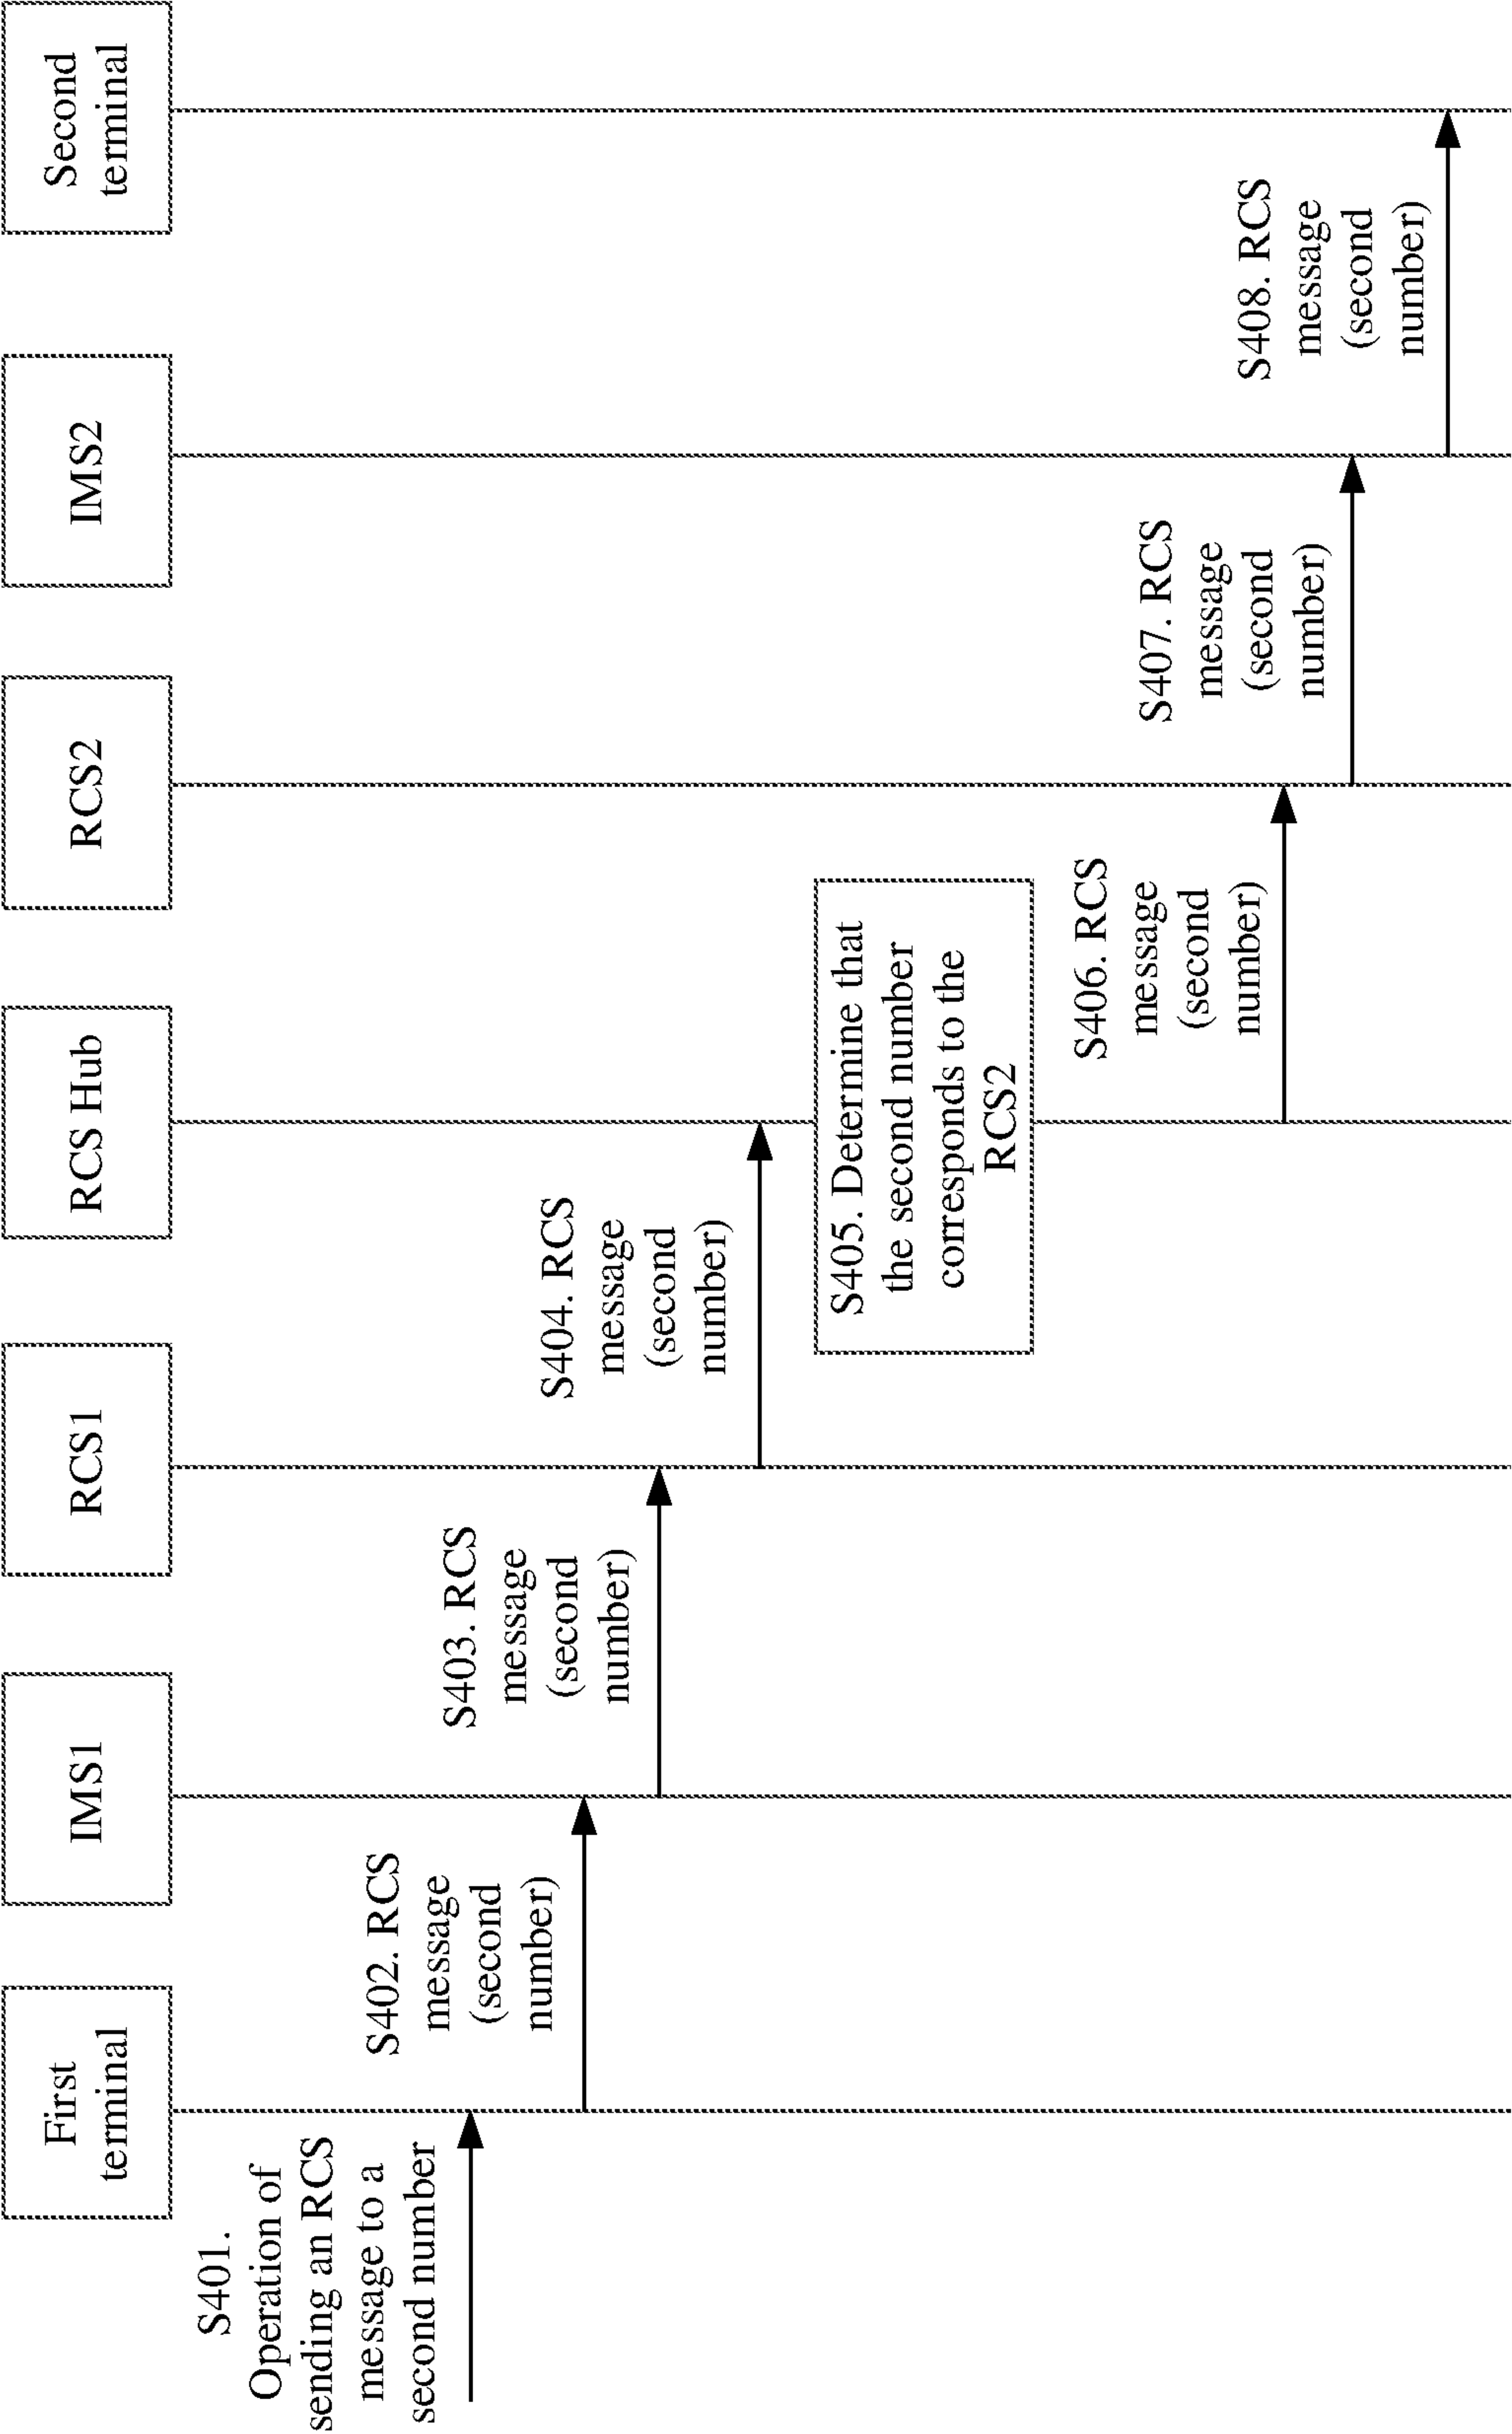 First
terminal
IMS1
RCS1
RCS Hub
RCS2
IMS2
Second
terminal
S401.
Operation of
sending an RCS
message to a
second number
S402. RCS
message
(second
number)
S403. RCS
message
(second
number)
S404. RCS
message
(second
number)
S405. Determine that
the second number
corresponds to the
RCS2
S406. RCS
message
(second
number)
S407. RCS
message
(second
number)
S408. RCS
message
(second
number)